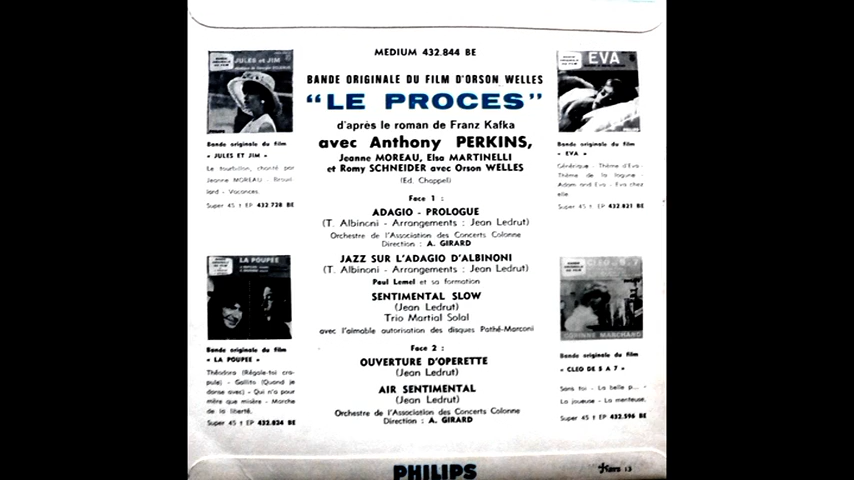 MEDIUM 432.844 BE
BANDE ORIGINALE DU FILM D'ORSON WELLES
"LE PROCES"
d'après le roman de Franz Kafka
avec Anthony PERKINS,
Jeanne MOREAU, Elsa MARTINELLI
et Romy SCHNEIDER avec Orson WELLES
(Ed. Chappel)
Face 1 :
ADAGIO - PROLOGUE
(T. Albinoni - Arrangements : Jean Ledrut)
Orchestre de l'Association des Concerts Colonne
Direction : A. GIRARD
JAZZ SUR L'ADAGIO D'ALBINONI
(T. Albinoni - Arrangements : Jean Ledrut)
Paul Lemel et sa formation
SENTIMENTAL SLOW
(Jean Ledrut)
Trio Martial Solal
avec l'aimable autorisation des disques Pathé-Marconi
Face 2 :
OUVERTURE D'OPERETTE
(Jean Ledrut)
AIR SENTIMENTAL
(Jean Ledrut)
Orchestre de l'Association des Concerts Colonne
Direction : A. GIRARD
JULES et JIM
Bande originale du film
« JULES ET JIM »
Le tourbillon, chanté par
Jeanne MOREAU - Brouil-
lard - Vacances.
Super 45 t EP 432.728 BE
LA POUPEE
Bande originale du film
« LA POUPEE »
Théodora (Régale-toi cra-
pule) - Gallito (Quand je
danse avec) - Qui n'a pour
mère que misère - Marche
de la liberté.
Super 45 t EP 432.824 BE
EVA
Bande originale du film
« EVA »
Générique - Thème d'Eva -
Thème de la lagune -
Adam and Eva - Eva chez
elle.
Super 45 t EP 432.821 BE
CLEO DE 5 A 7
CORINNE MARCHAND
Bande originale du film
« CLEO DE 5 A 7 »
Sans toi - La belle p... -
La joueuse - La menteuse.
Super 45 t EP 432.596 BE
PHILIPS
13